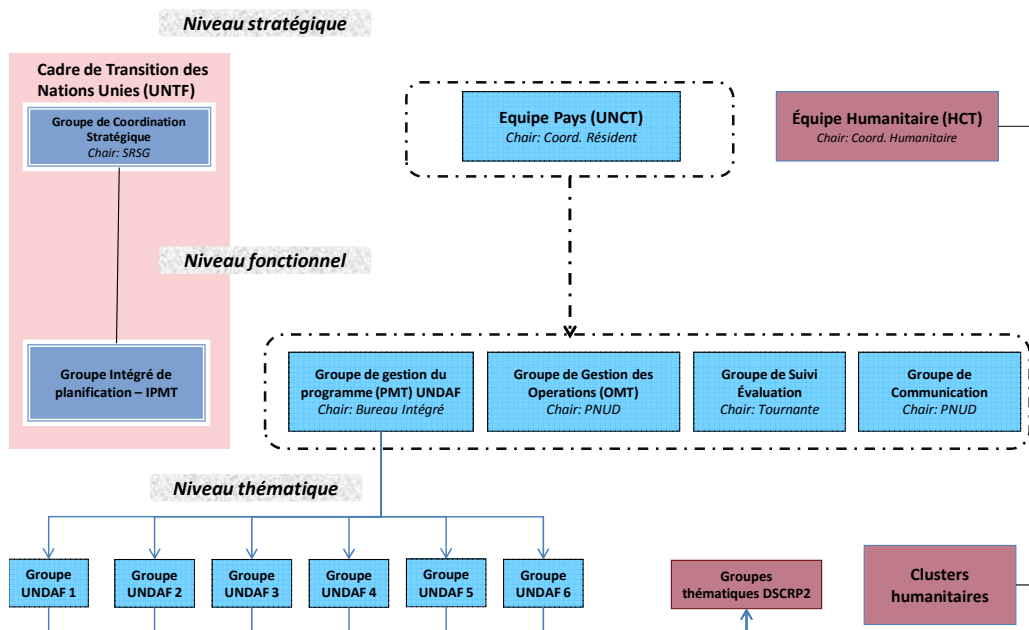 Niveau stratégique
Cadre de Transition des
Nations Unies (UNTF)
Groupe de Coordination
Stratégique
Chair: SRSG
Equipe Pays (UNCT)
Chair: Coord. Résident
Équipe Humanitaire (HCT)
Chair: Coord. Humanitaire
Niveau fonctionnel
Groupe Intégré de
planification – IPMT
Groupe de gestion du
programme (PMT) UNDAF
Chair: Bureau Intégré
Groupe de Gestion des
Operations (OMT)
Chair: PNUD
Groupe de Suivi
Évaluation
Chair: Tournante
Groupe de
Communication
Chair: PNUD
Niveau thématique
Groupe
UNDAF 1
Groupe
UNDAF 2
Groupe
UNDAF 3
Groupe
UNDAF 4
Groupe
UNDAF 5
Groupe
UNDAF 6
Groupes
thématiques DSCRP2
Clusters
humanitaires